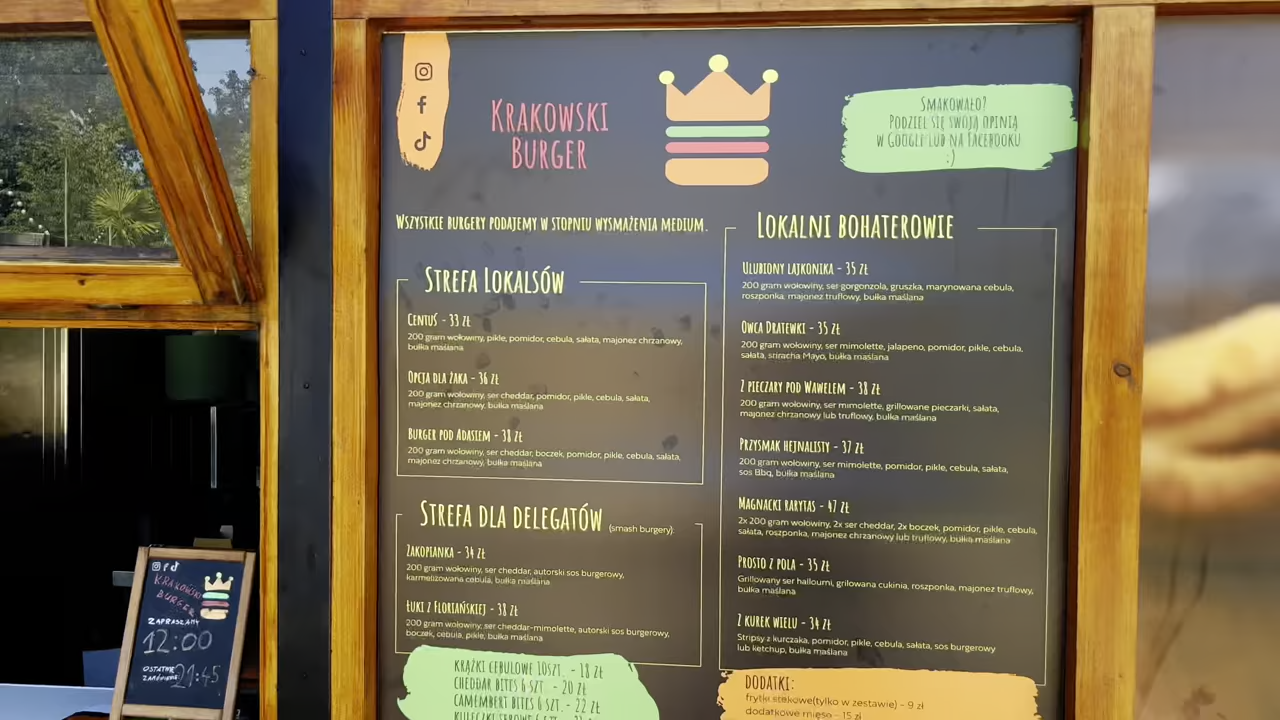 KRAKOWSKI
BURGER
SMAKOWAŁO?
PODZIEL SIĘ SWOJĄ OPINIĄ
W GOOGLE LUB NA FACEBOOKU
:)
WSZYSTKIE BURGERY PODAJEMY W STOPNIU WYSMAŻENIA MEDIUM.
STREFA LOKALSÓW
CENTUŚ - 33 ZŁ
200 gram wołowiny, pikle, pomidor, cebula, sałata, majonez chrzanowy,
bułka maślana
OPCJA DLA ŻAKA - 36 ZŁ
200 gram wołowiny, ser cheddar, pomidor, pikle, cebula, sałata,
majonez chrzanowy, bułka maślana
BURGER POD ADASIEM - 38 ZŁ
200 gram wołowiny, ser cheddar, boczek, pomidor, pikle, cebula, sałata,
majonez chrzanowy, bułka maślana
STREFA DLA DELEGATÓW (smash burgery):
ZAKOPIANKA - 34 ZŁ
200 gram wołowiny, ser cheddar, autorski sos burgerowy,
karmelizowana cebula, bułka maślana
ŁUKI Z FLORIAŃSKIEJ - 38 ZŁ
200 gram wołowiny, ser cheddar-mimolette, autorski sos burgerowy,
boczek, cebula, pikle, bułka maślana
KRĄŻKI CEBULOWE 10SZT. - 18 ZŁ
CHEDDAR BITES 6 SZT. - 20 ZŁ
CAMEMBERT BITES 6 SZT. - 22 ZŁ
LOKALNI BOHATEROWIE
ULUBIONY LAJKONIKA - 35 ZŁ
200 gram wołowiny, ser gorgonzola, gruszka, marynowana cebula,
roszponka, majonez truflowy, bułka maślana
OWCA DRATEWKI - 35 ZŁ
200 gram wołowiny, ser mimolette, jalapeno, pomidor, pikle, cebula,
sałata, sriracha Mayo, bułka maślana
Z PIECZARY POD WAWELEM - 38 ZŁ
200 gram wołowiny, ser mimolette, grillowane pieczarki, sałata,
majonez chrzanowy lub truflowy, bułka maślana
PRZYSMAK HEJNALISTY - 37 ZŁ
200 gram wołowiny, ser mimolette, pomidor, pikle, cebula, sałata,
sos Bbq, bułka maślana
MAGNACKI RARYTAS - 47 ZŁ
2x 200 gram wołowiny, 2x ser cheddar, 2x boczek, pomidor, pikle, cebula,
sałata, roszponka, majonez chrzanowy lub truflowy, bułka maślana
PROSTO Z POLA - 35 ZŁ
Grillowany ser halloumi, grilowana cukinia, roszponka, majonez truflowy,
bułka maślana
Z KUREK WIELU - 34 ZŁ
Stripsy z kurczaka, pomidor, pikle, cebula, sałata, sos burgerowy
lub ketchup, bułka maślana
DODATKI:
frytki stekowe(tylko w zestawie) - 9 zł
dodatkowe mięso - 15 zł
KRAKOWSKI
BURGER
ZAPRASZAMY
12:00
OSTATNIE
ZAMÓWIENIE 21:45